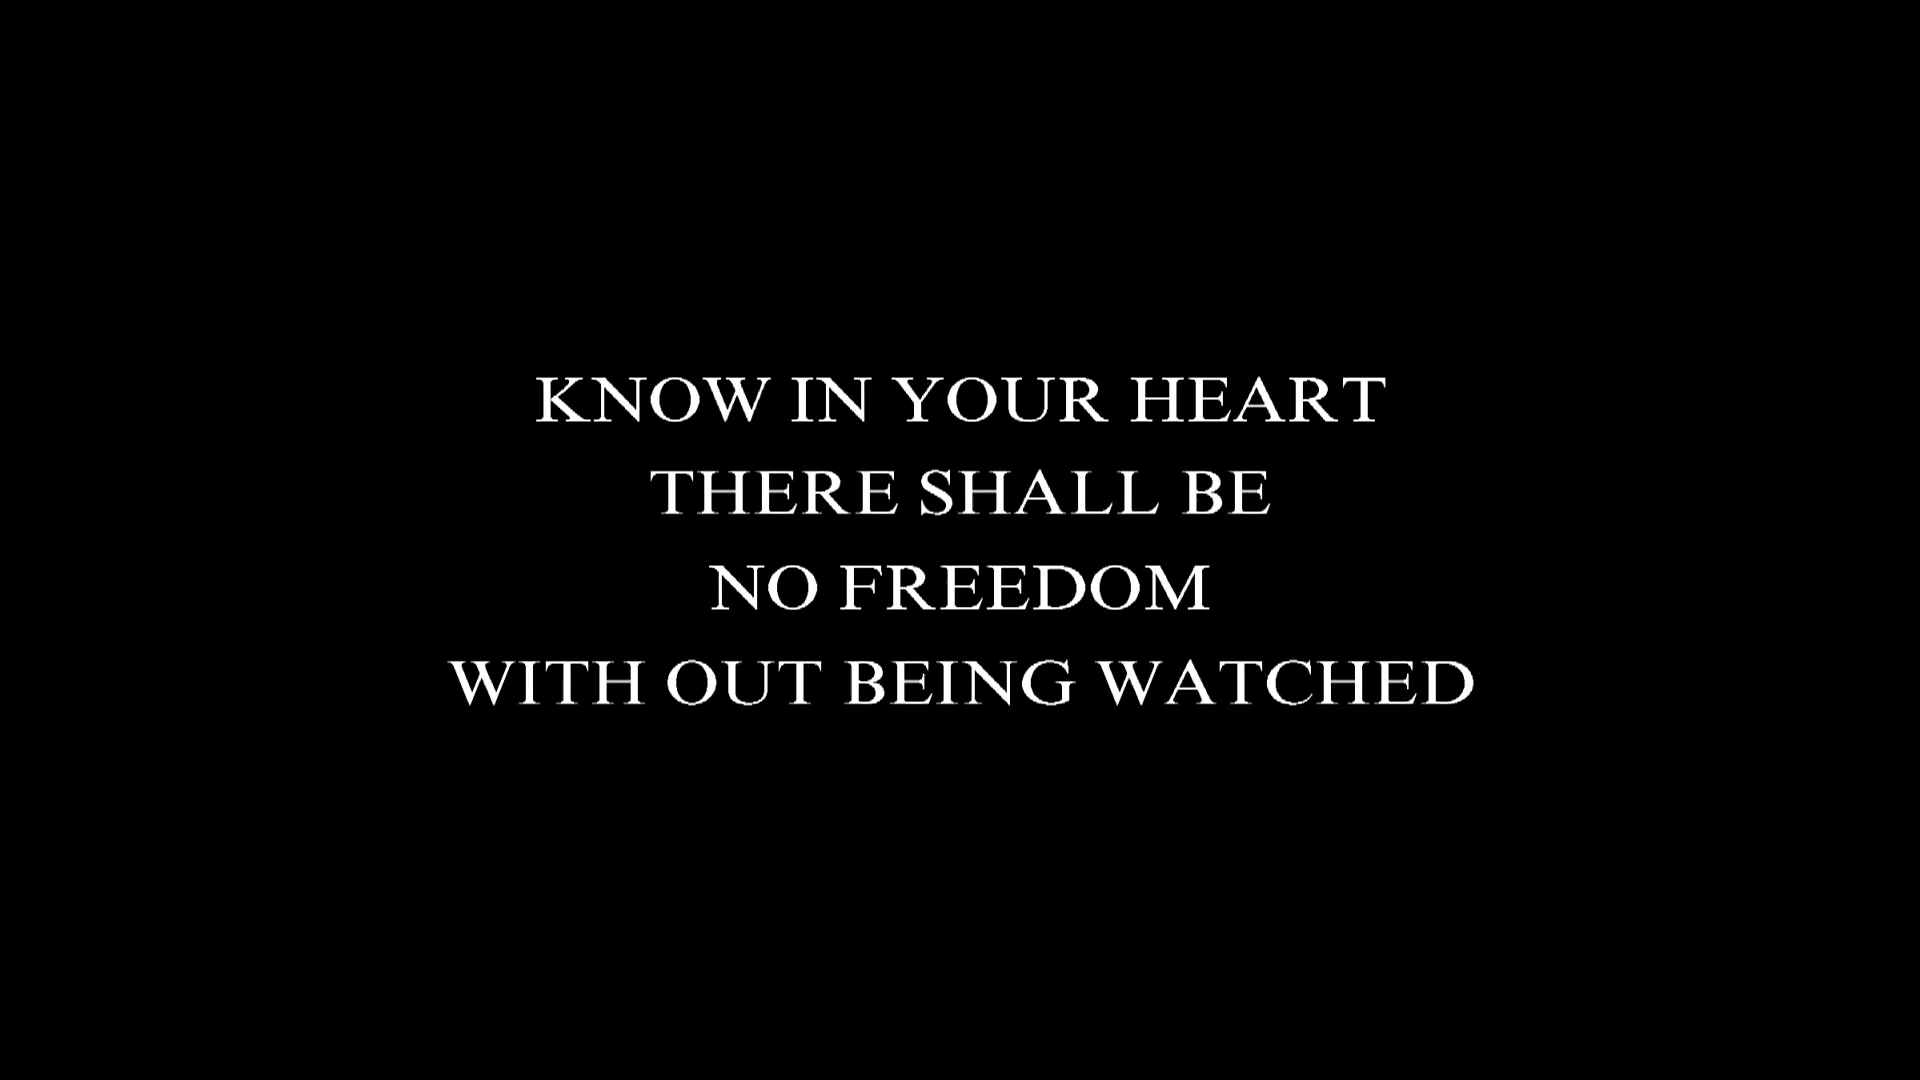 KNOW IN YOUR HEART
THERE SHALL BE
NO FREEDOM
WITH OUT BEING WATCHED